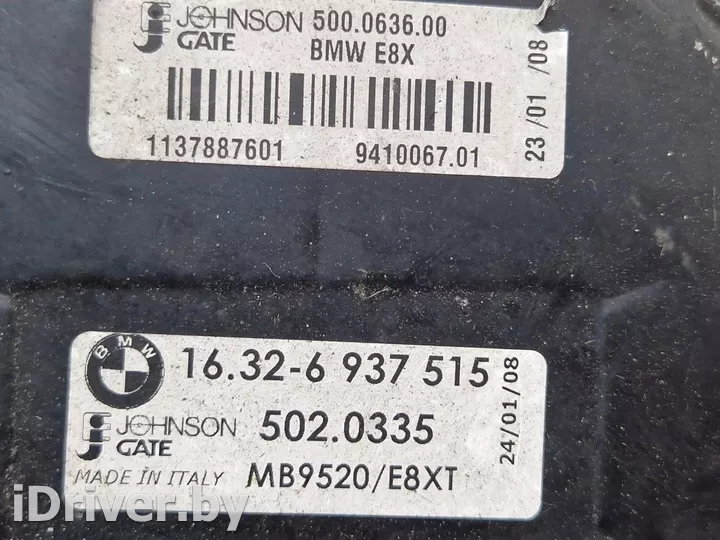 JOHNSON 500.0636.00
GATE BMW E8X
1137887601 9410067.01
23/01/08
BMW
16.32-6 937 515
JOHNSON 502.0335
GATE
MADE IN ITALY MB9520/E8XT
24/01/08
iDriver.by